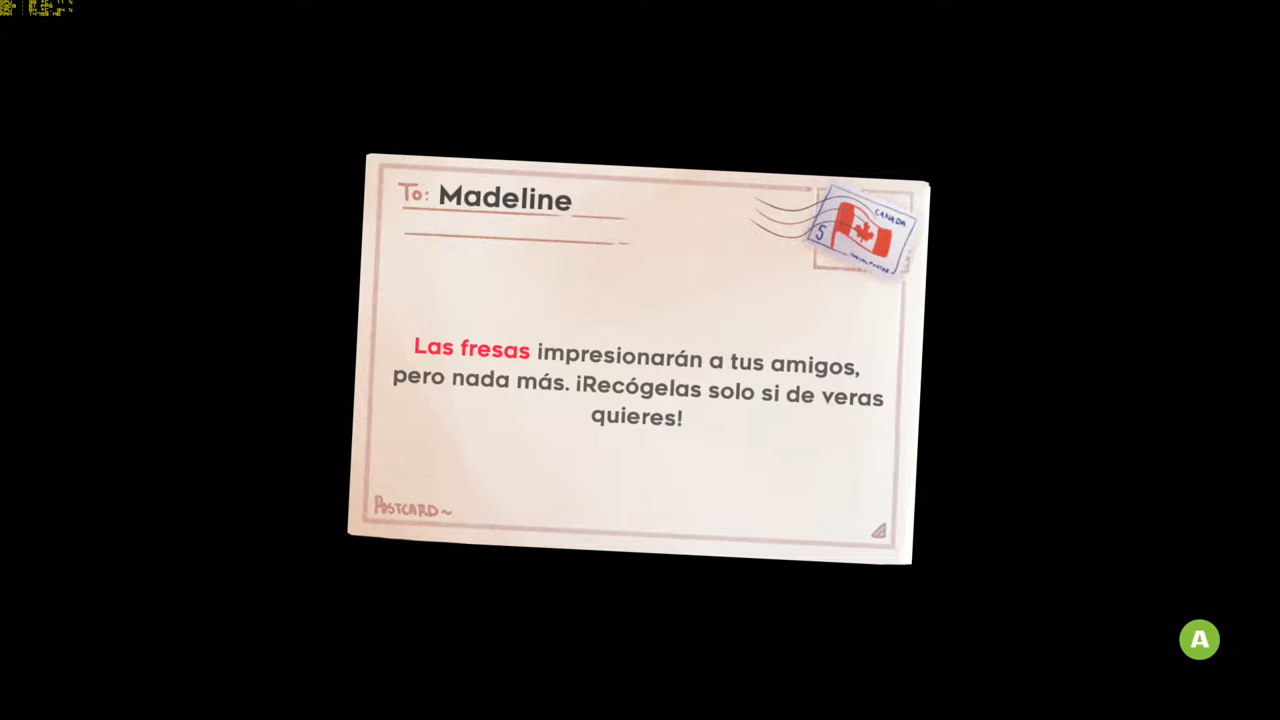 To: Madeline
CANADA
5
Las fresas impresionarán a tus amigos,
pero nada más. ¡Recógelas solo si de veras
quieres!
POSTCARD~
A